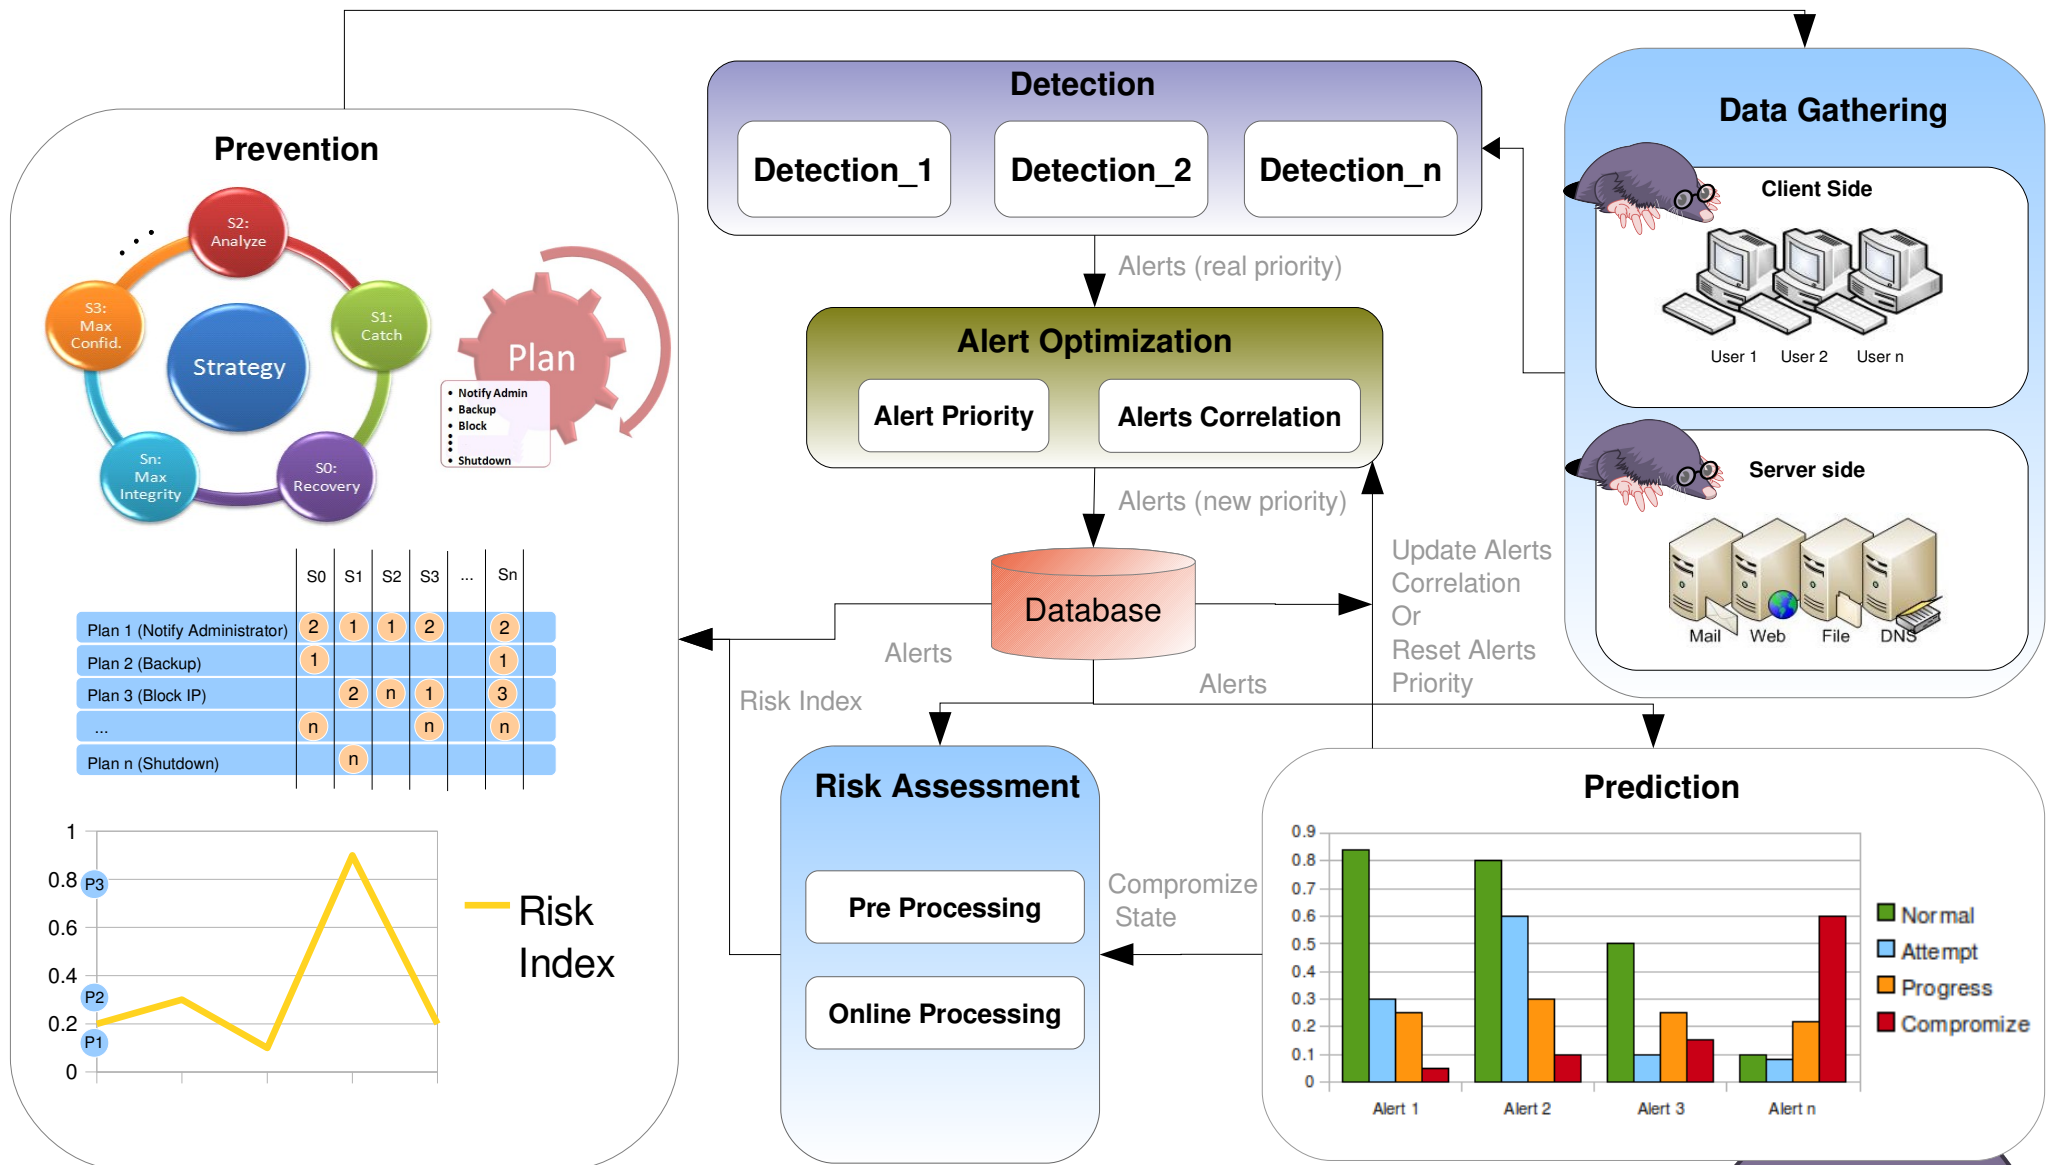 Prevention
S2:
Analyze
S3:
Max
Confid.
S1:
Catch
Strategy
Sn:
Max
Integrity
S0:
Recovery
Plan
• Notify Admin
• Backup
• Block
• Shutdown
S0 S1 S2 S3 ... Sn
Plan 1 (Notify Administrator) 2 1 1 2 2
Plan 2 (Backup) 1 1
Plan 3 (Block IP) 2 n 1 3
... n n n
Plan n (Shutdown) n
1
0.8
P3
0.6
0.4
P2
0.2
P1
0
Risk
Index
Detection
Detection_1 Detection_2 Detection_n
Alerts (real priority)
Alert Optimization
Alert Priority Alerts Correlation
Alerts (new priority)
Database
Update Alerts
Correlation
Or
Reset Alerts
Priority
Alerts
Alerts
Risk Index
Risk Assessment
Pre Processing
Online Processing
Compromize
State
Data Gathering
Client Side
User 1 User 2 User n
Server side
Mail Web File DNS
Prediction
0.9
0.8
0.7
0.6
0.5
0.4
0.3
0.2
0.1
0
Alert 1 Alert 2 Alert 3 Alert n
Normal
Attempt
Progress
Compromize